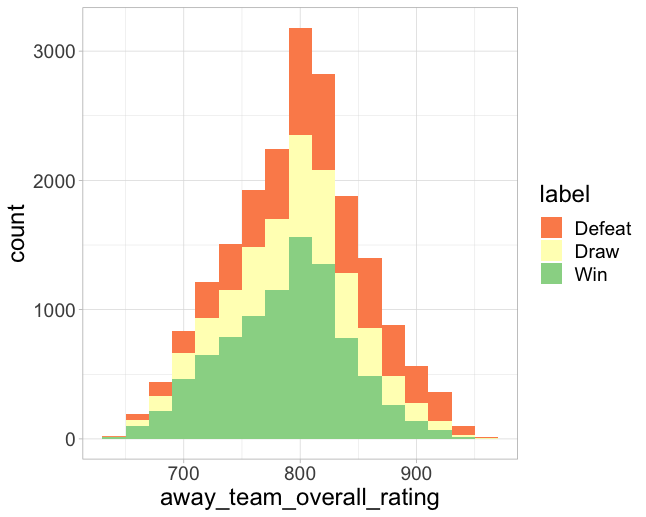 3000
2000
1000
0
count
700 800 900
away_team_overall_rating
label
Defeat
Draw
Win